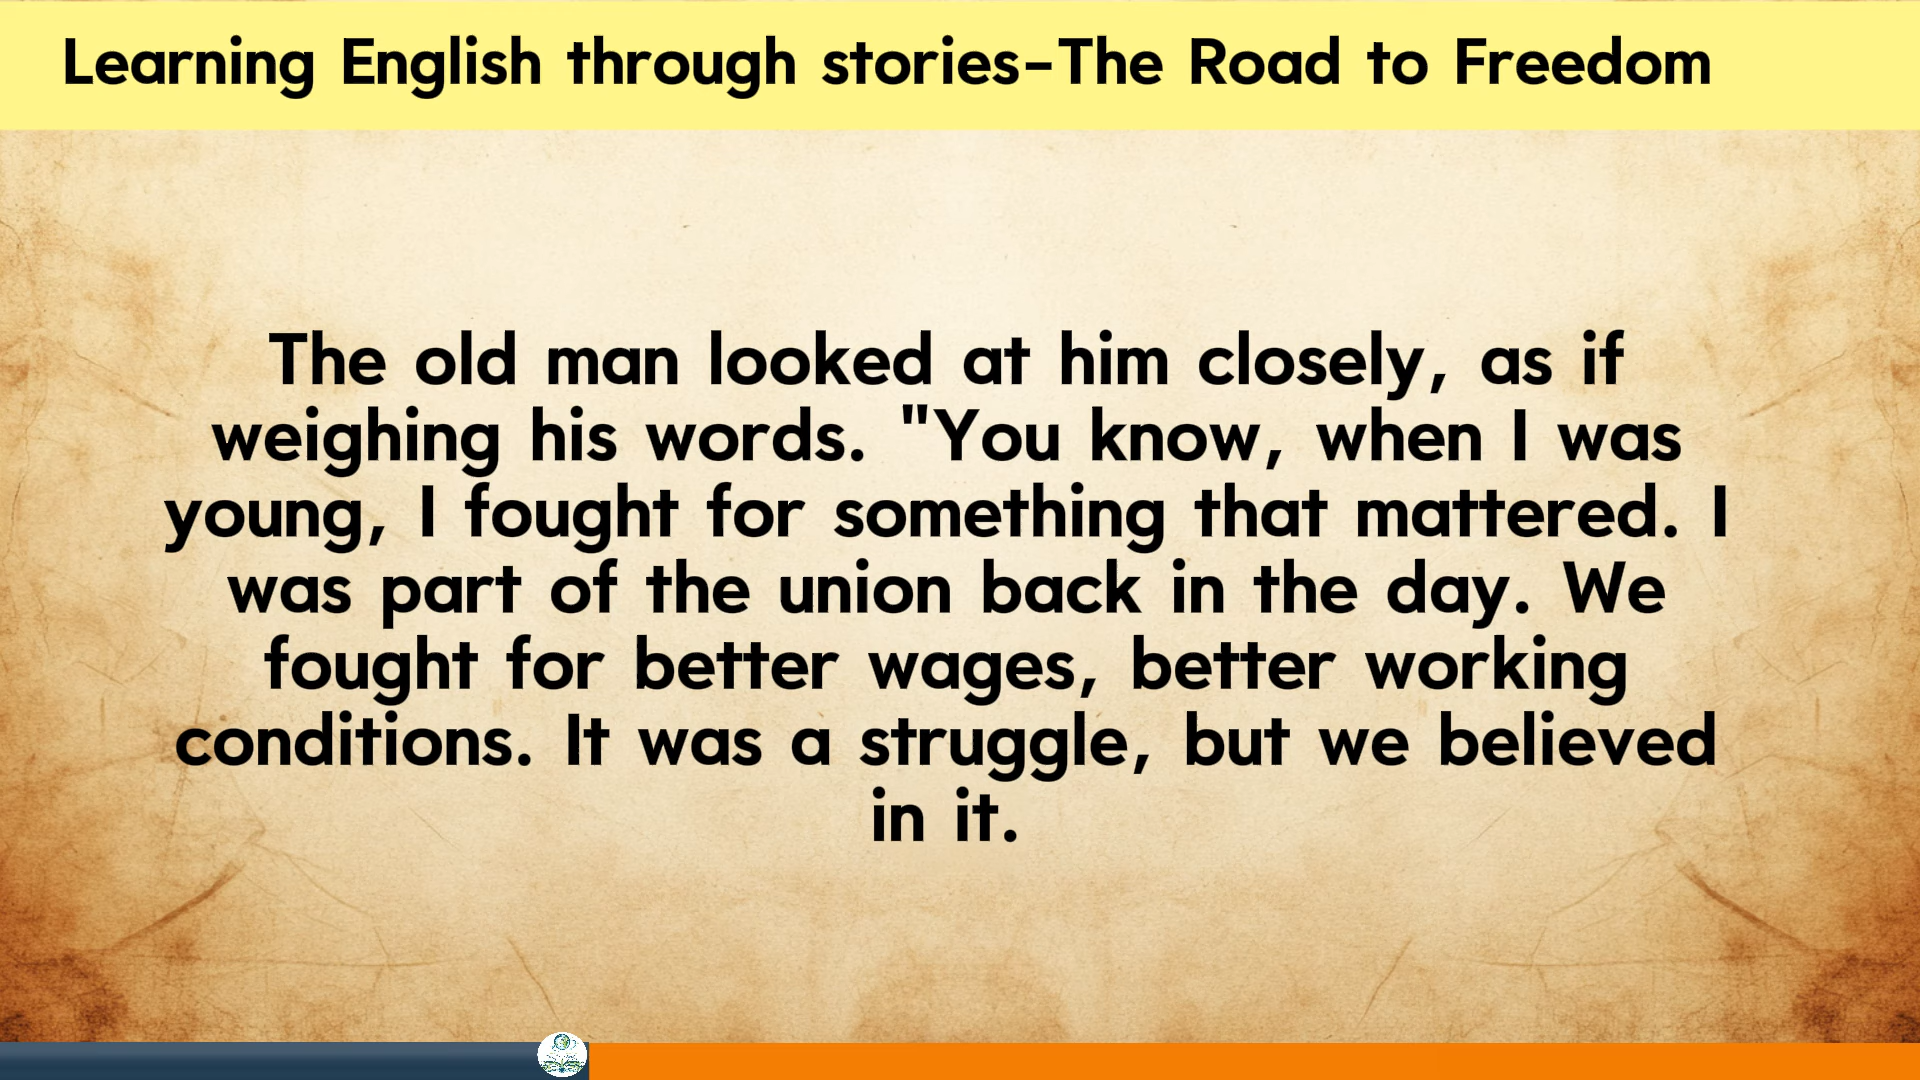 Learning English through stories-The Road to Freedom
The old man looked at him closely, as if
weighing his words. "You know, when I was
young, I fought for something that mattered. I
was part of the union back in the day. We
fought for better wages, better working
conditions. It was a struggle, but we believed
in it.